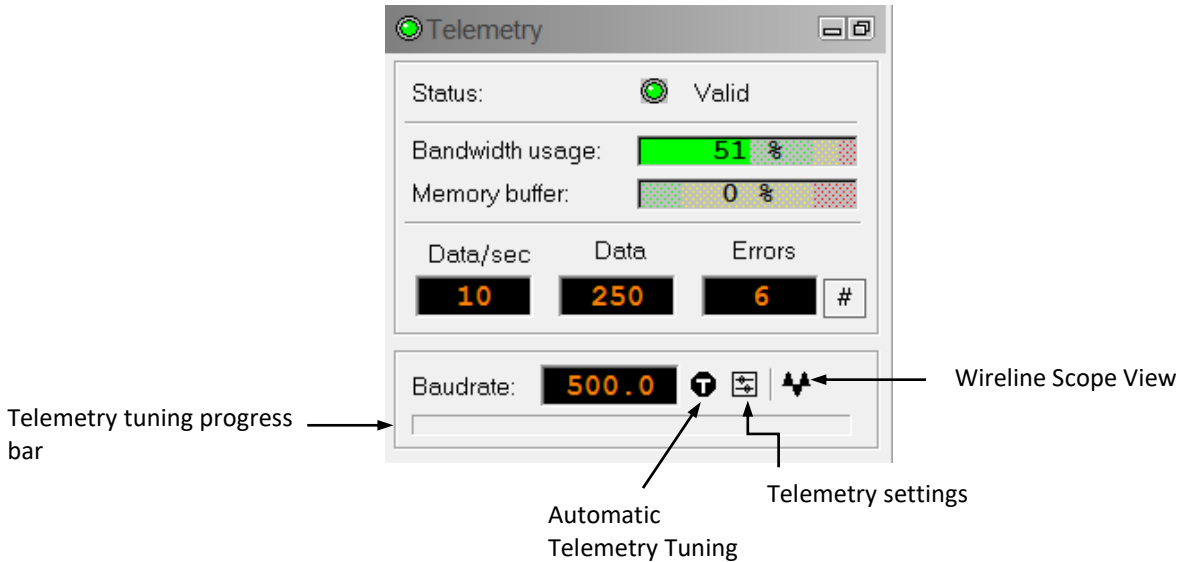 Telemetry
Status: Valid
Bandwidth usage: 51 %
Memory buffer: 0 %
Data/sec Data Errors
10 250 6 #
Baudrate: 500.0 T
Wireline Scope View
Telemetry tuning progress
bar
Telemetry settings
Automatic
Telemetry Tuning